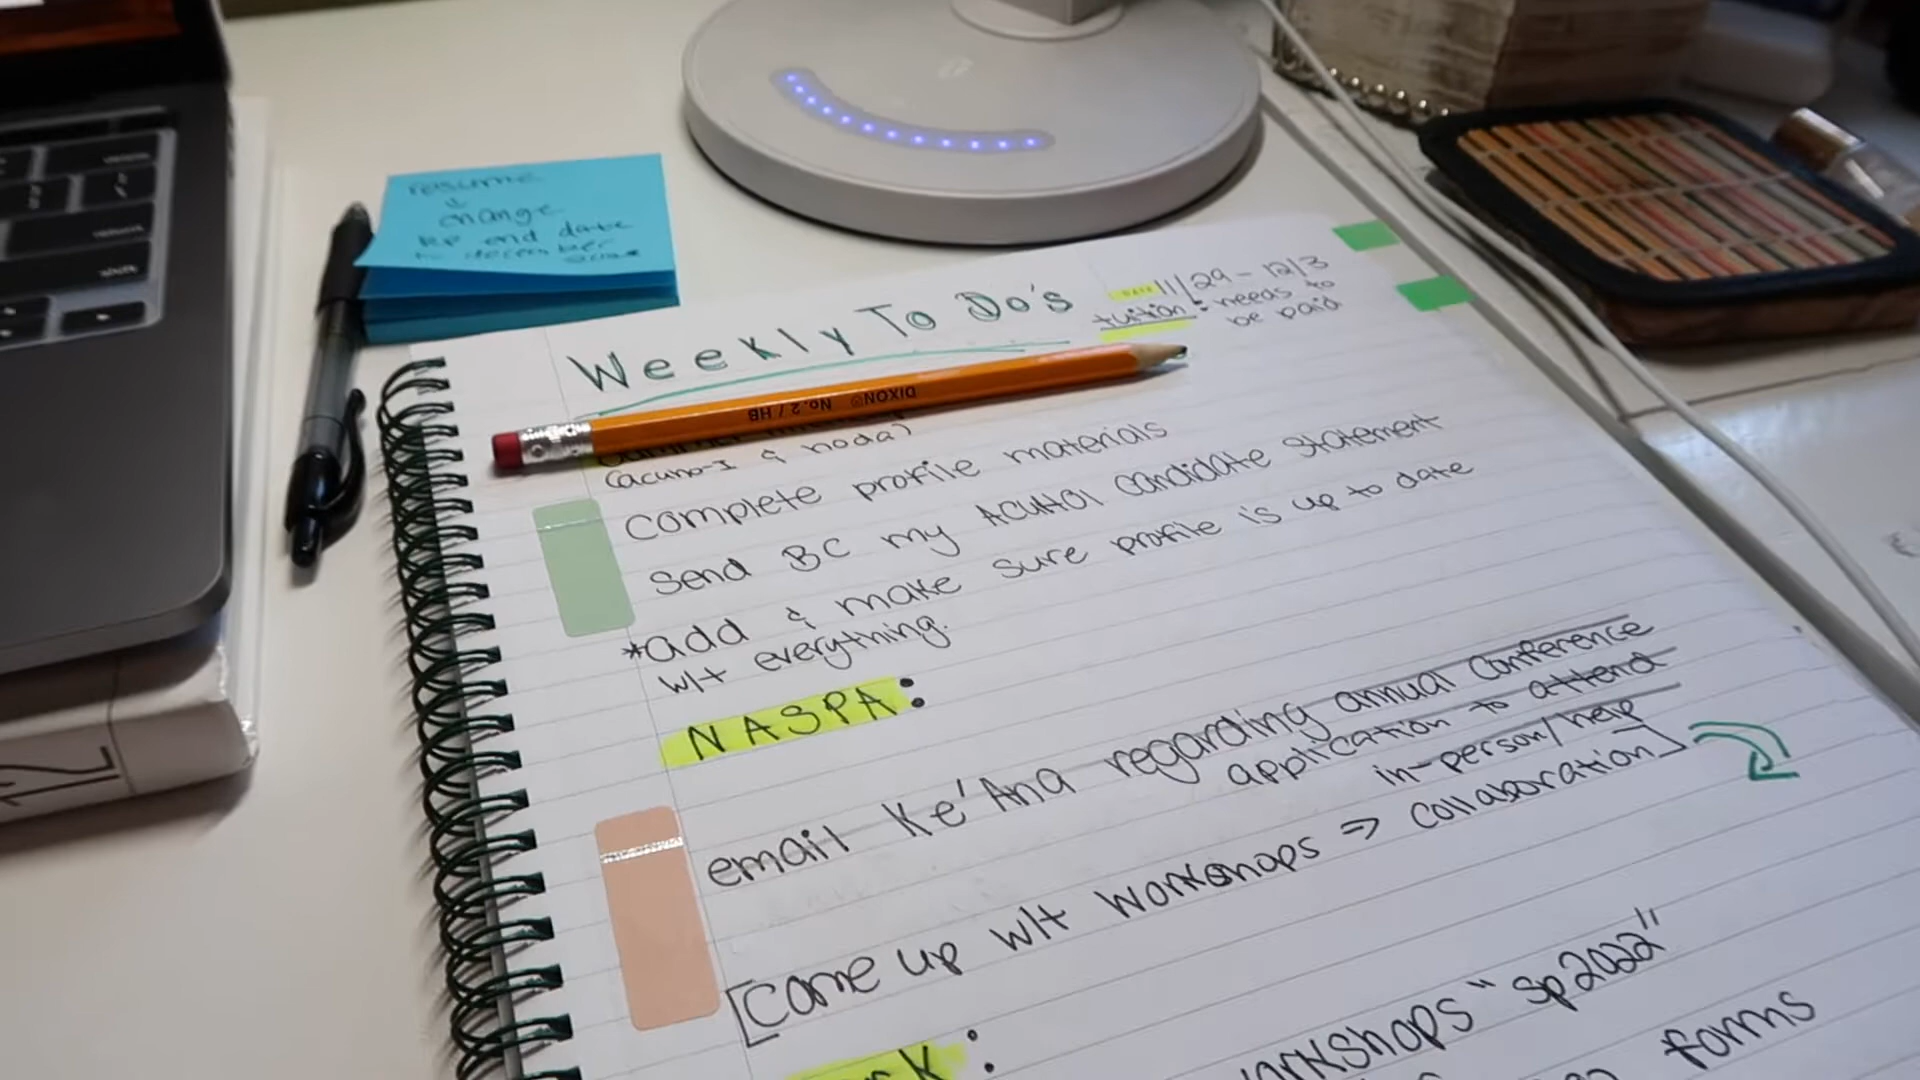 resume
change
end date
Weekly To Do's
11/29 - 12/3
tuition: needs to
be paid
DIXON® No. 2 / HB
Complete profile materials
Send BC my ACUHOI candidate statement
*add & make sure profile is up to date
w/t everything.
NASPA:
email Ke'Ana regarding annual Conference
application to attend
in-person/help
[Come up w/t workshops => collaboration]
workshops "sp2022"
forms
12